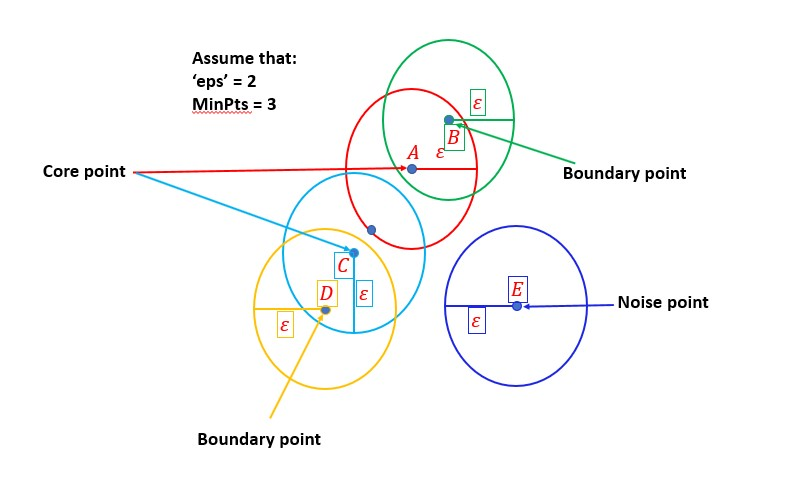 Assume that:
‘eps’ = 2
MinPts = 3
ε
B
A
ε
Core point
Boundary point
C
D
ε
E
ε
ε
Noise point
Boundary point